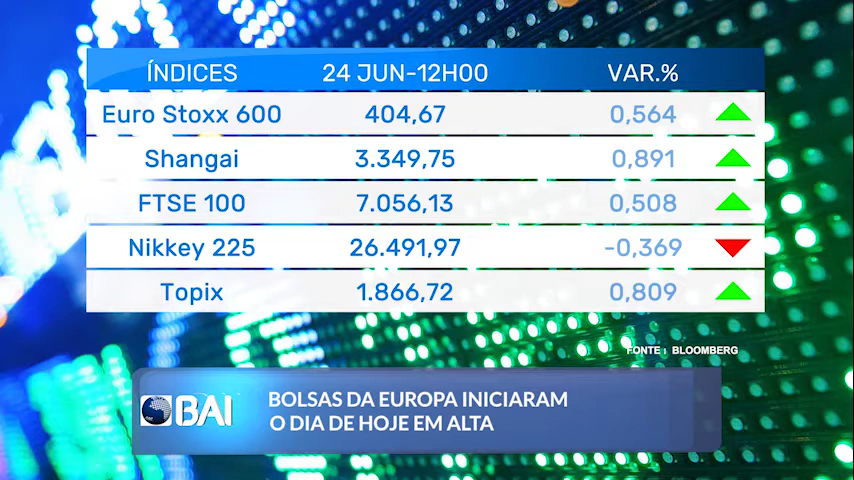 ÍNDICES 24 JUN-12H00 VAR.%
Euro Stoxx 600 404,67 0,564
Shangai 3.349,75 0,891
FTSE 100 7.056,13 0,508
Nikkey 225 26.491,97 -0,369
Topix 1.866,72 0,809
FONTE : BLOOMBERG
BAI
BOLSAS DA EUROPA INICIARAM
O DIA DE HOJE EM ALTA